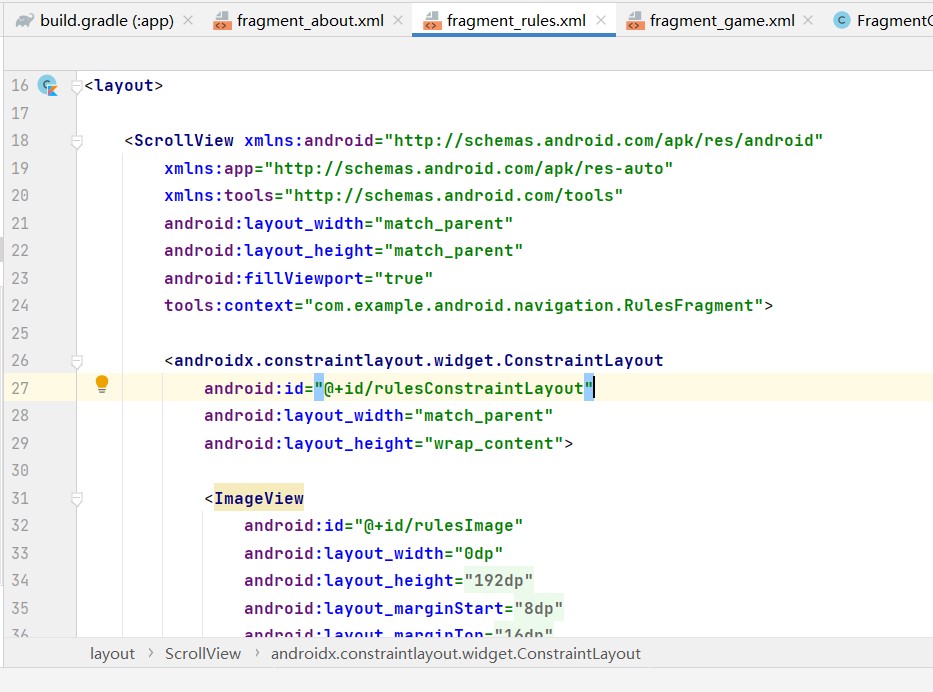 build.gradle (:app) fragment_about.xml fragment_rules.xml fragment_game.xml Fragment
16 <layout>
17
18 <ScrollView xmlns:android="http://schemas.android.com/apk/res/android"
19 xmlns:app="http://schemas.android.com/apk/res-auto"
20 xmlns:tools="http://schemas.android.com/tools"
21 android:layout_width="match_parent"
22 android:layout_height="match_parent"
23 android:fillViewport="true"
24 tools:context="com.example.android.navigation.RulesFragment">
25
26 <androidx.constraintlayout.widget.ConstraintLayout
27 android:id="@+id/rulesConstraintLayout"
28 android:layout_width="match_parent"
29 android:layout_height="wrap_content">
30
31 <ImageView
32 android:id="@+id/rulesImage"
33 android:layout_width="0dp"
34 android:layout_height="192dp"
35 android:layout_marginStart="8dp"
36 android:layout_marginTop="16dp"
layout › ScrollView › androidx.constraintlayout.widget.ConstraintLayout